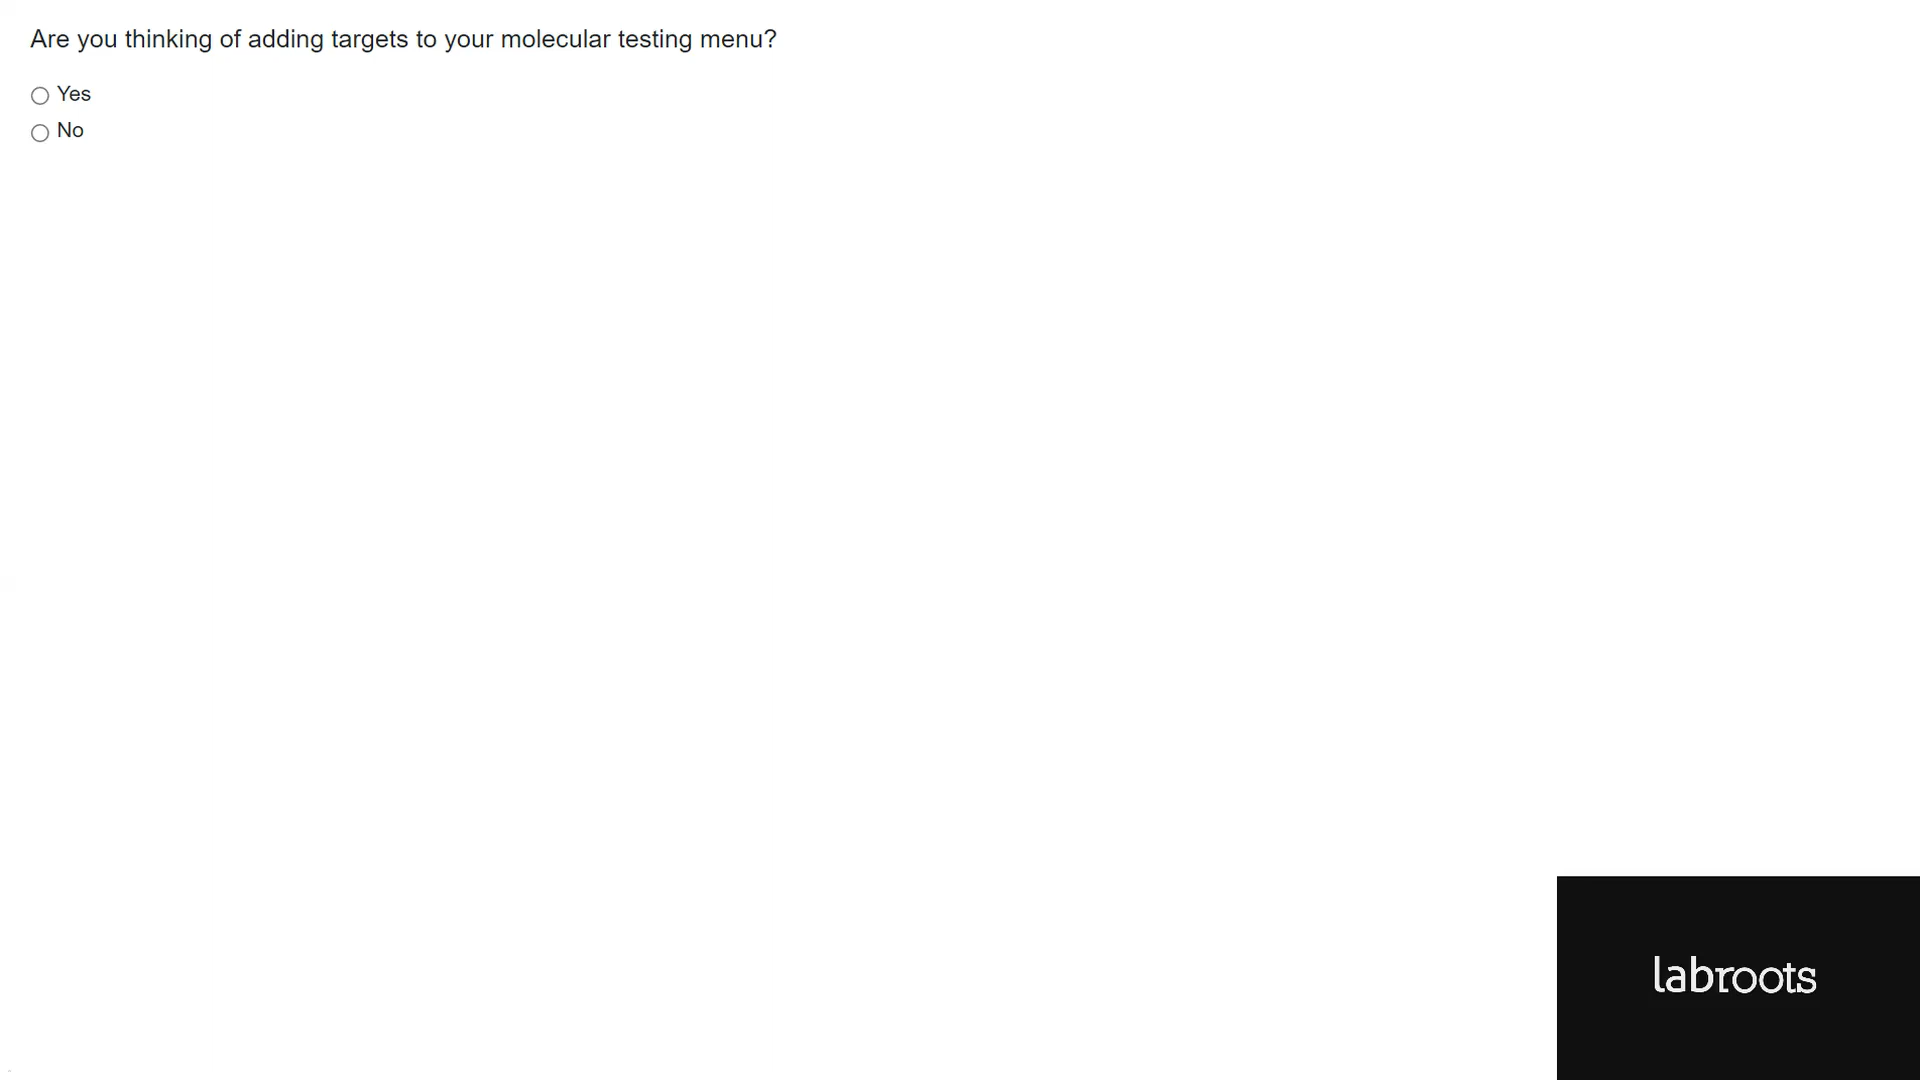 Are you thinking of adding targets to your molecular testing menu?
Yes
No
labroots